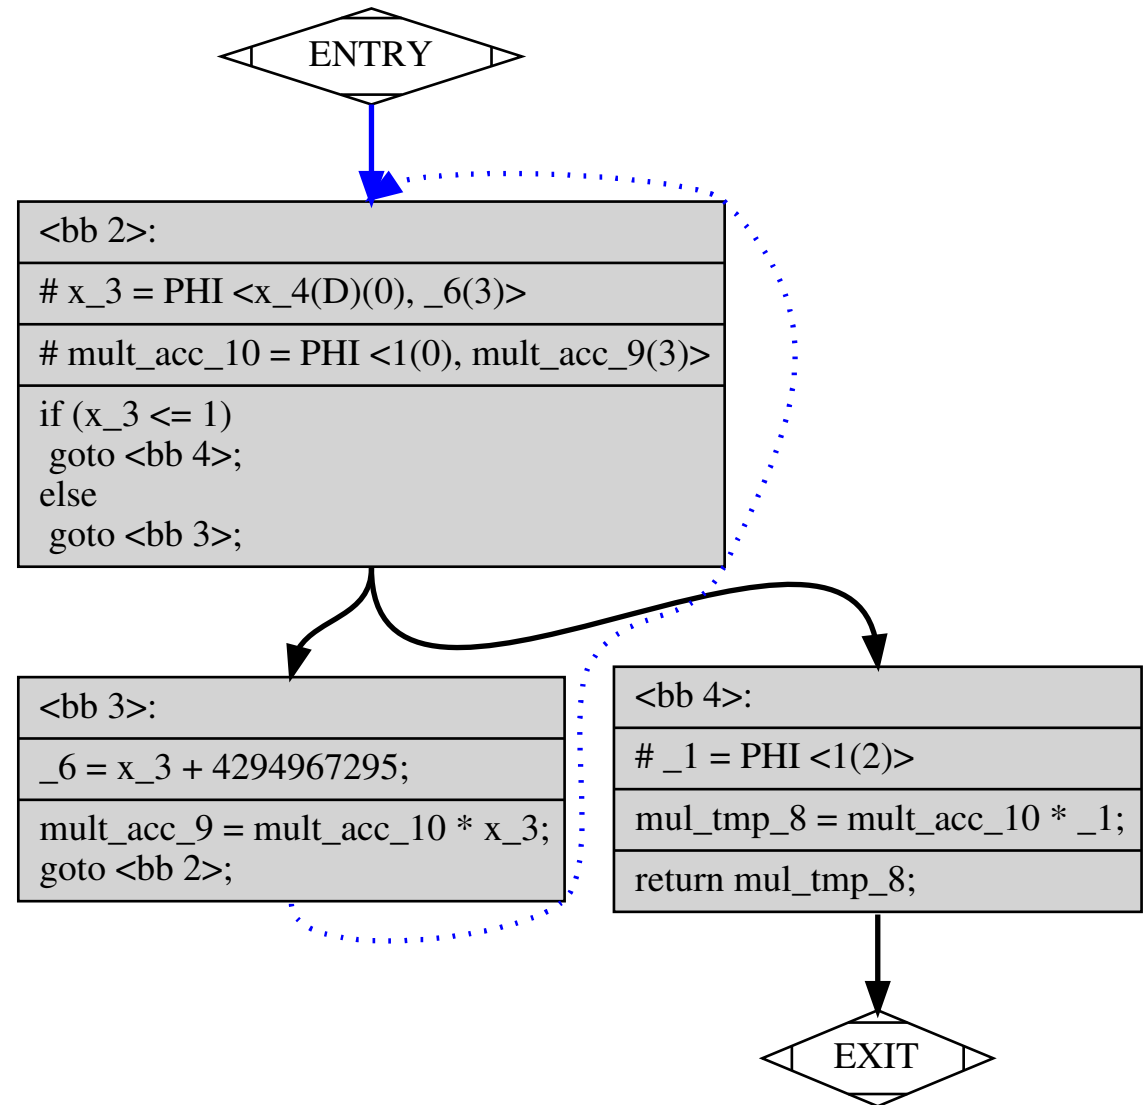 ENTRY
<bb 2>:
# x_3 = PHI <x_4(D)(0), _6(3)>
# mult_acc_10 = PHI <1(0), mult_acc_9(3)>
if (x_3 <= 1)
goto <bb 4>;
else
goto <bb 3>;
<bb 3>:
_6 = x_3 + 4294967295;
mult_acc_9 = mult_acc_10 * x_3;
goto <bb 2>;
<bb 4>:
# _1 = PHI <1(2)>
mul_tmp_8 = mult_acc_10 * _1;
return mul_tmp_8;
EXIT